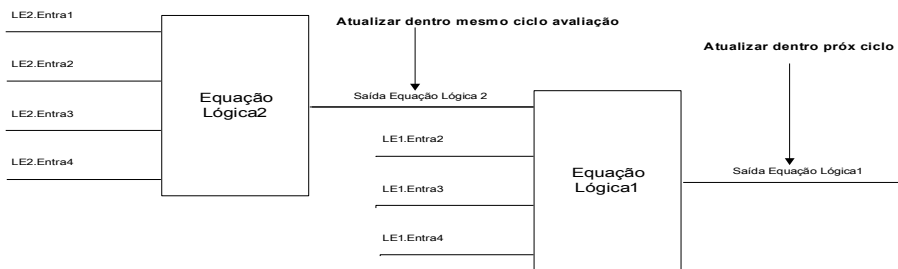 LE2.Entra1
Atualizar dentro mesmo ciclo avaliação
Atualizar dentro próx ciclo
LE2.Entra2
Equação
Lógica2
Saída Equação Lógica 2
LE2.Entra3
LE1.Entra2
LE2.Entra4
Equação
Lógica1
Saída Equação Lógica1
LE1.Entra3
LE1.Entra4